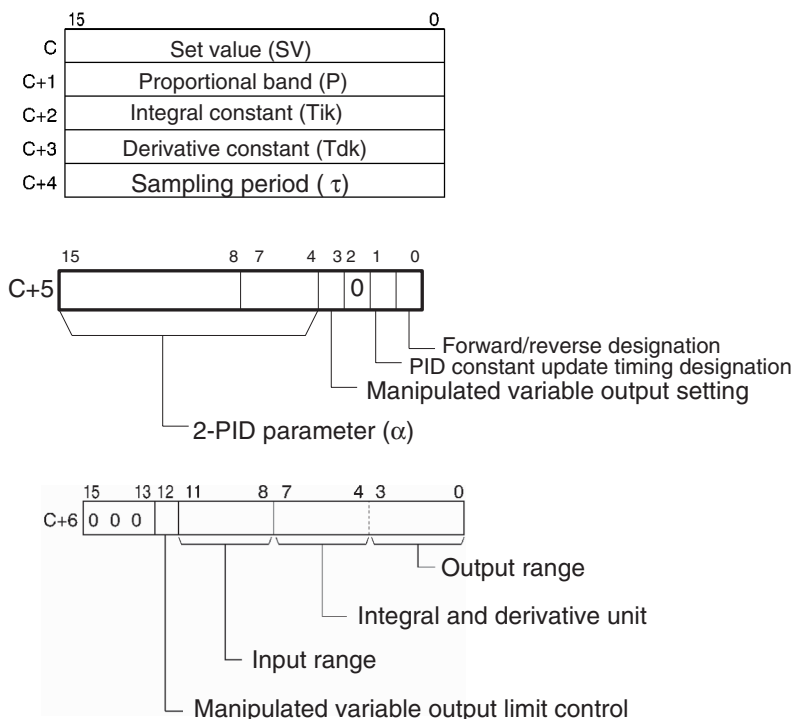 15 0
C Set value (SV)
C+1 Proportional band (P)
C+2 Integral constant (Tik)
C+3 Derivative constant (Tdk)
C+4 Sampling period ( τ)
15 8 7 4 3 2 1 0
C+5 0
Forward/reverse designation
PID constant update timing designation
Manipulated variable output setting
2-PID parameter (α)
15 13 12 11 8 7 4 3 0
C+6 0 0 0
Output range
Integral and derivative unit
Input range
Manipulated variable output limit control